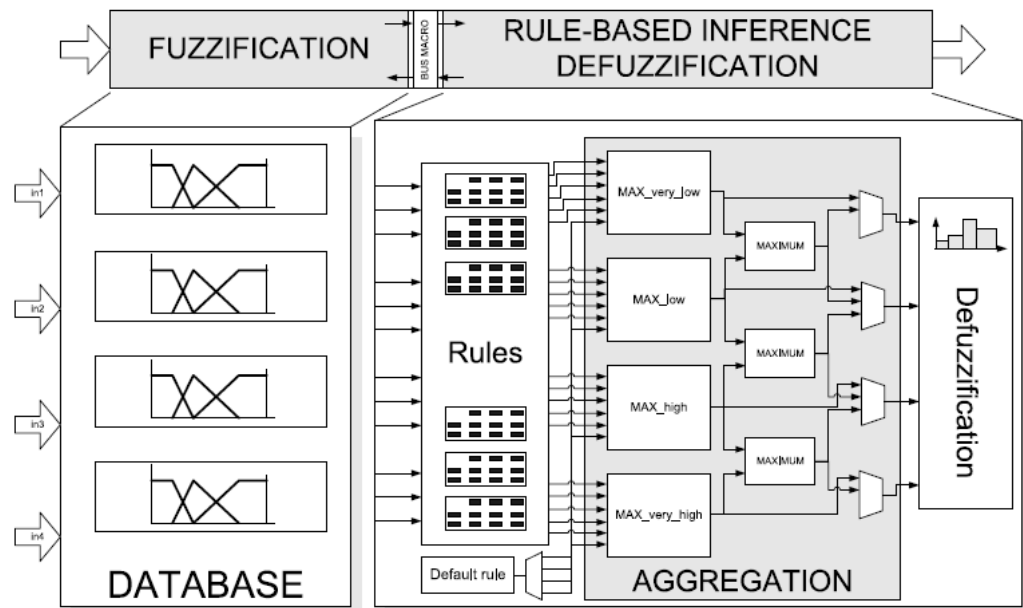 FUZZIFICATION
BUS MACRO
RULE-BASED INFERENCE
DEFUZZIFICATION
in1
in2
in3
in4
DATABASE
Rules
Default rule
MAX_very_low
MAX_low
MAX_high
MAX_very_high
MAXIMUM
MAXIMUM
MAXIMUM
AGGREGATION
Defuzzification